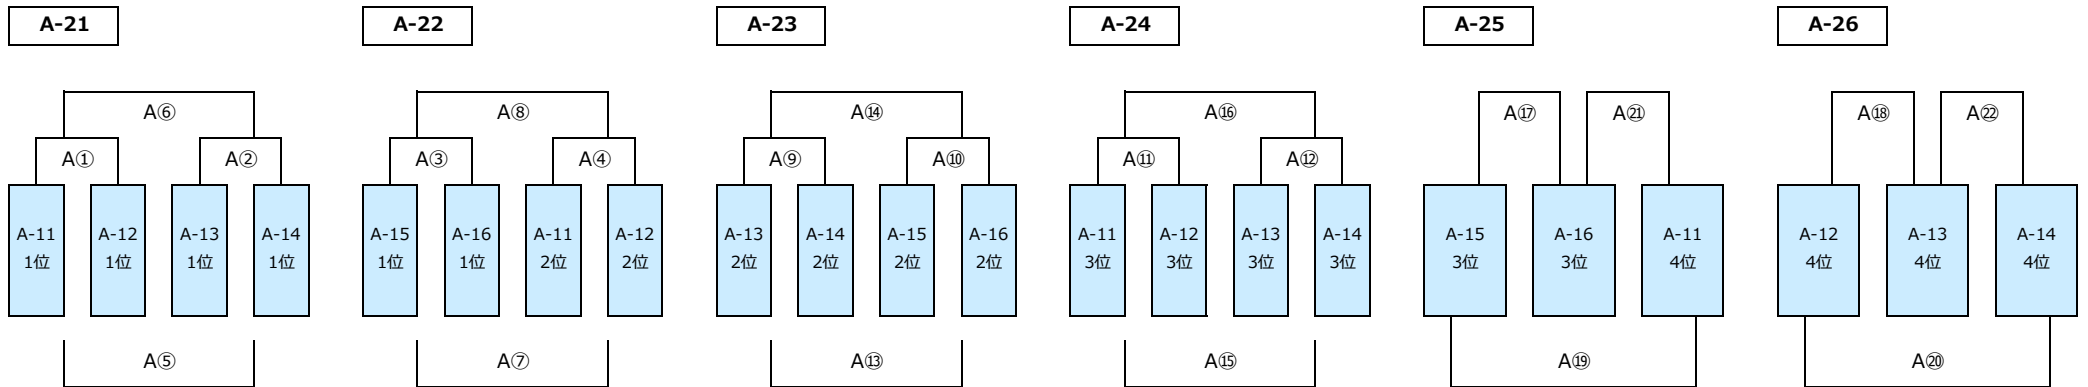 A-21
A-22
A-23
A-24
A-25
A-26
A⑥
A⑧
A⑭
A⑯
A⑰
A㉑
A⑱
A㉒
A①
A②
A③
A④
A⑨
A⑩
A⑪
A⑫
A-11
1位
A-12
1位
A-13
1位
A-14
1位
A-15
1位
A-16
1位
A-11
2位
A-12
2位
A-13
2位
A-14
2位
A-15
2位
A-16
2位
A-11
3位
A-12
3位
A-13
3位
A-14
3位
A-15
3位
A-16
3位
A-11
4位
A-12
4位
A-13
4位
A-14
4位
A⑤
A⑦
A⑬
A⑮
A⑲
A⑳